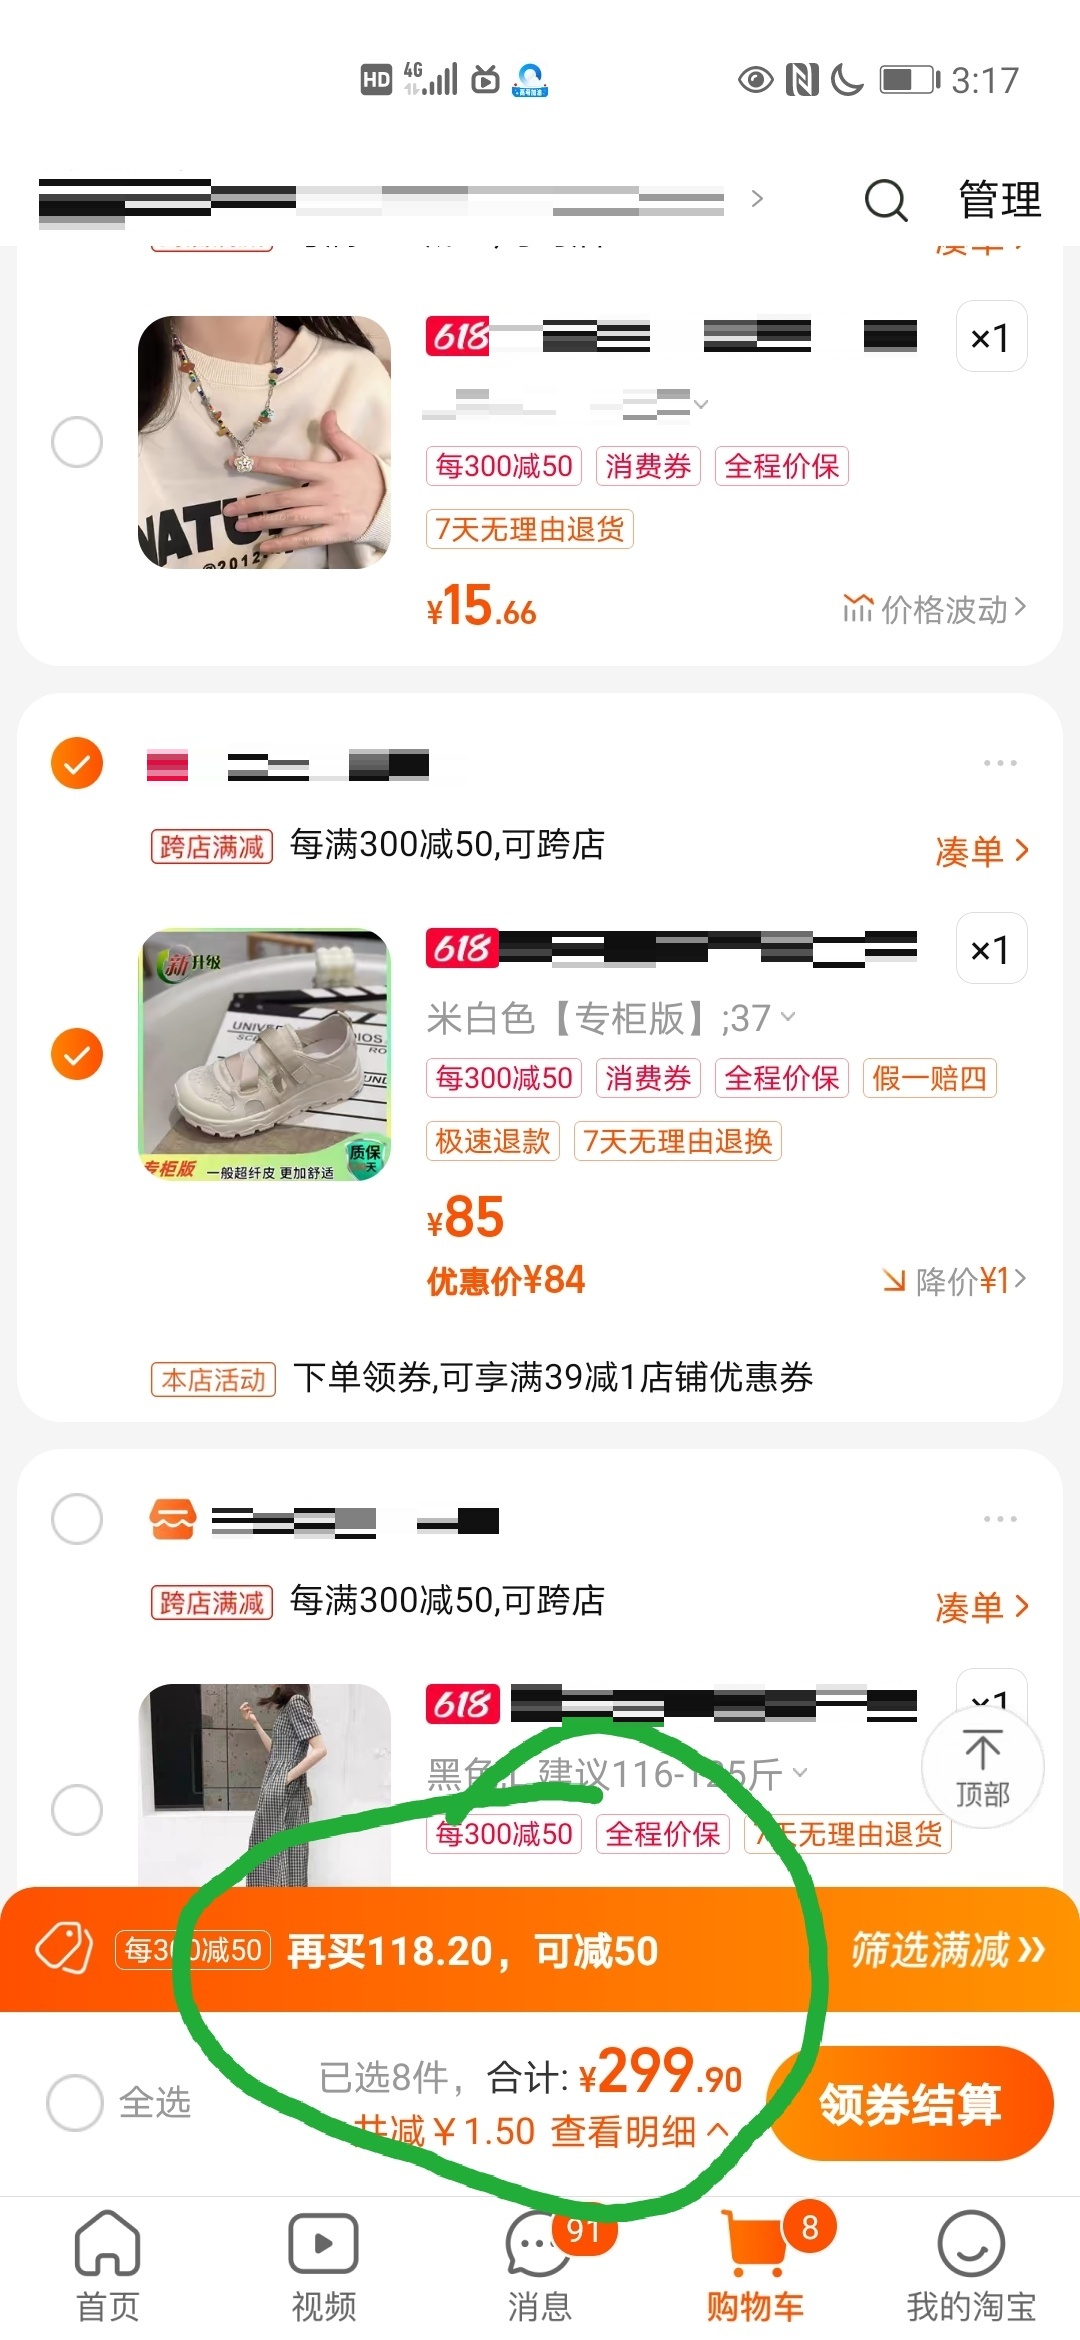 HD 4G 3:17
管理
618 ×1
每300减50 消费券 全程价保
7天无理由退货
¥15.66 价格波动
跨店满减 每满300减50,可跨店 凑单
新升级
618 ×1
米白色【专柜版】;37
每300减50 消费券 全程价保 假一赔四
极速退款 7天无理由退换
专柜版 一般超纤皮 更加舒适 质保
¥85
优惠价¥84 降价¥1
本店活动 下单领券,可享满39减1店铺优惠券
跨店满减 每满300减50,可跨店 凑单
618 ×1
建议116-125斤
顶部
每300减50 全程价保 7天无理由退货
每300减50 再买118.20，可减50 筛选满减
全选 已选8件，合计:¥299.90 领券结算
共减￥1.50 查看明细
91 8
首页 视频 消息 购物车 我的淘宝